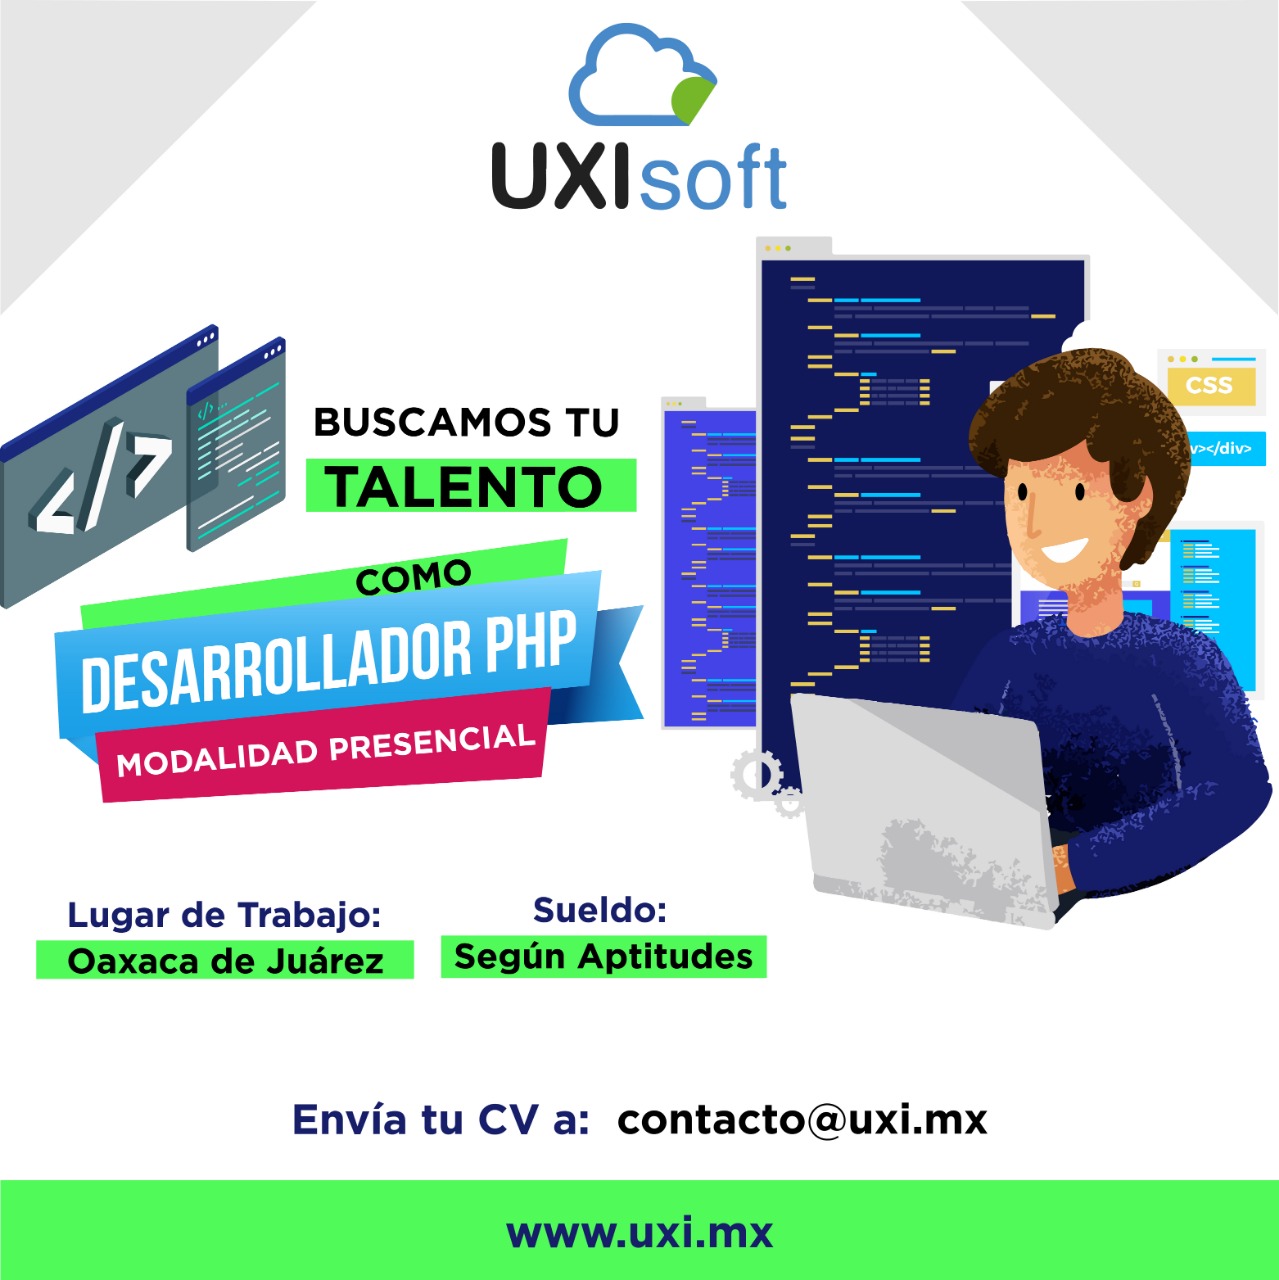 UXIsoft
</>
</>...
CSS
></div>
BUSCAMOS TU
TALENTO
COMO
DESARROLLADOR PHP
MODALIDAD PRESENCIAL
Lugar de Trabajo:
Oaxaca de Juárez
Sueldo:
Según Aptitudes
Envía tu CV a: contacto@uxi.mx
www.uxi.mx